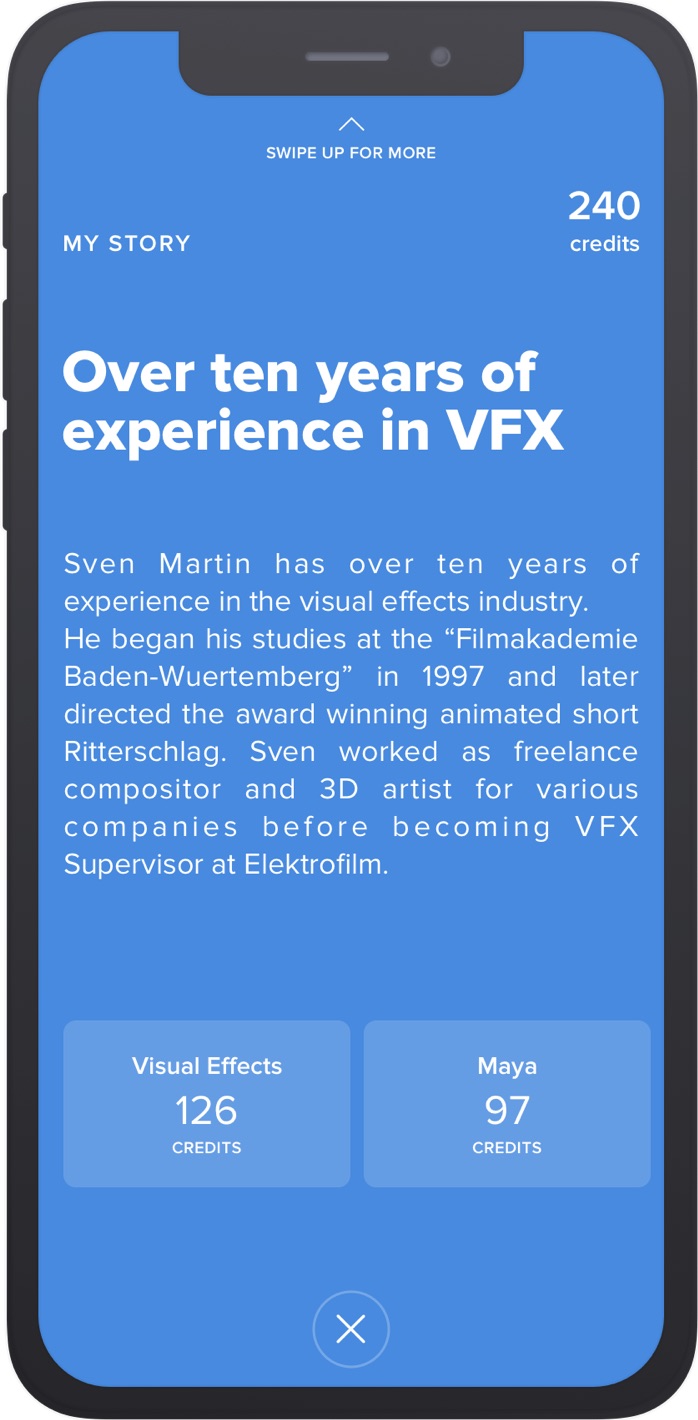 SWIPE UP FOR MORE
240
MY STORY
credits
Over ten years of
experience in VFX
Sven Martin has over ten years of
experience in the visual effects industry.
He began his studies at the “Filmakademie
Baden-Wuertemberg” in 1997 and later
directed the award winning animated short
Ritterschlag. Sven worked as freelance
compositor and 3D artist for various
companies before becoming VFX
Supervisor at Elektrofilm.
Visual Effects
126
CREDITS
Maya
97
CREDITS